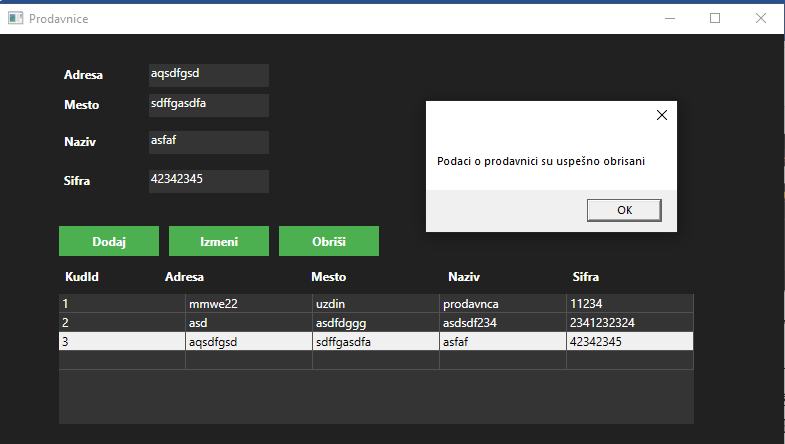 Prodavnice
Adresa aqsdfgsd
Mesto sdffgasdfa
Naziv asfaf
Sifra 42342345
Podaci o prodavnici su uspešno obrisani
OK
Dodaj Izmeni Obriši
KudId Adresa Mesto Naziv Sifra
1 mmwe22 uzdin prodavnca 11234
2 asd asdfdggg asdsdf234 2341232324
3 aqsdfgsd sdffgasdfa asfaf 42342345